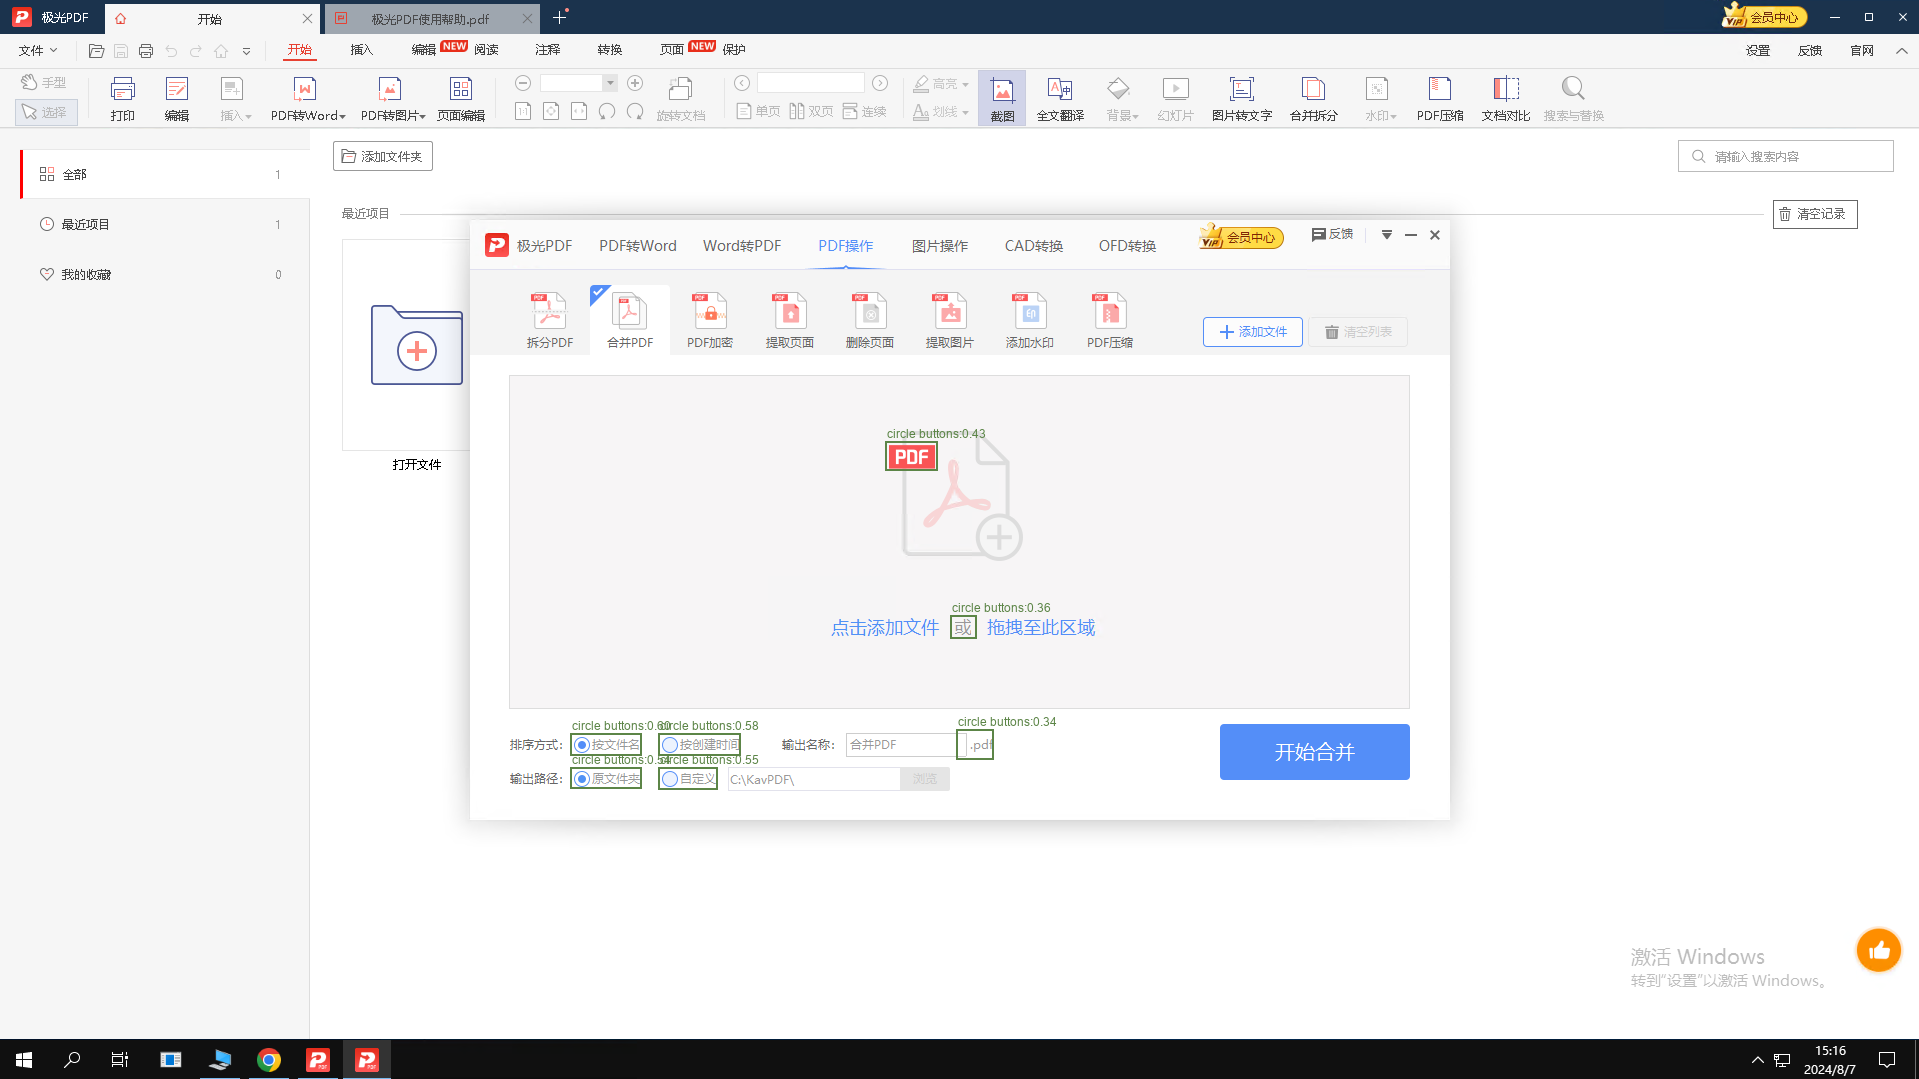 极光PDF
开始
极光PDF使用帮助.pdf
会员中心
文件
开始
插入
编辑
NEW
阅读
注释
转换
页面
NEW
保护
设置
反馈
官网
手型
选择
打印
编辑
插入
PDF转Word
PDF转图片
页面编辑
旋转文档
单页
双页
连续
高亮
划线
截图
全文翻译
背景
幻灯片
图片转文字
合并拆分
水印
PDF压缩
文档对比
搜索与替换
全部 1
最近项目 1
我的收藏 0
添加文件夹
请输入搜索内容
最近项目
清空记录
打开文件
极光PDF
PDF转Word
Word转PDF
PDF操作
图片操作
CAD转换
OFD转换
VIP 会员中心
反馈
拆分PDF
合并PDF
PDF加密
提取页面
删除页面
提取图片
添加水印
PDF压缩
添加文件
清空列表
circle buttons:0.43
PDF
circle buttons:0.36
点击添加文件 或 拖拽至此区域
circle buttons:0.60
circle buttons:0.58
circle buttons:0.34
排序方式： 按文件名 按创建时间 输出名称： 合并PDF .pdf
circle buttons:0.54
circle buttons:0.55
输出路径： 原文件夹 自定义 C:\KavPDF\ 浏览
开始合并
激活 Windows
转到“设置”以激活 Windows。
15:16
2024/8/7